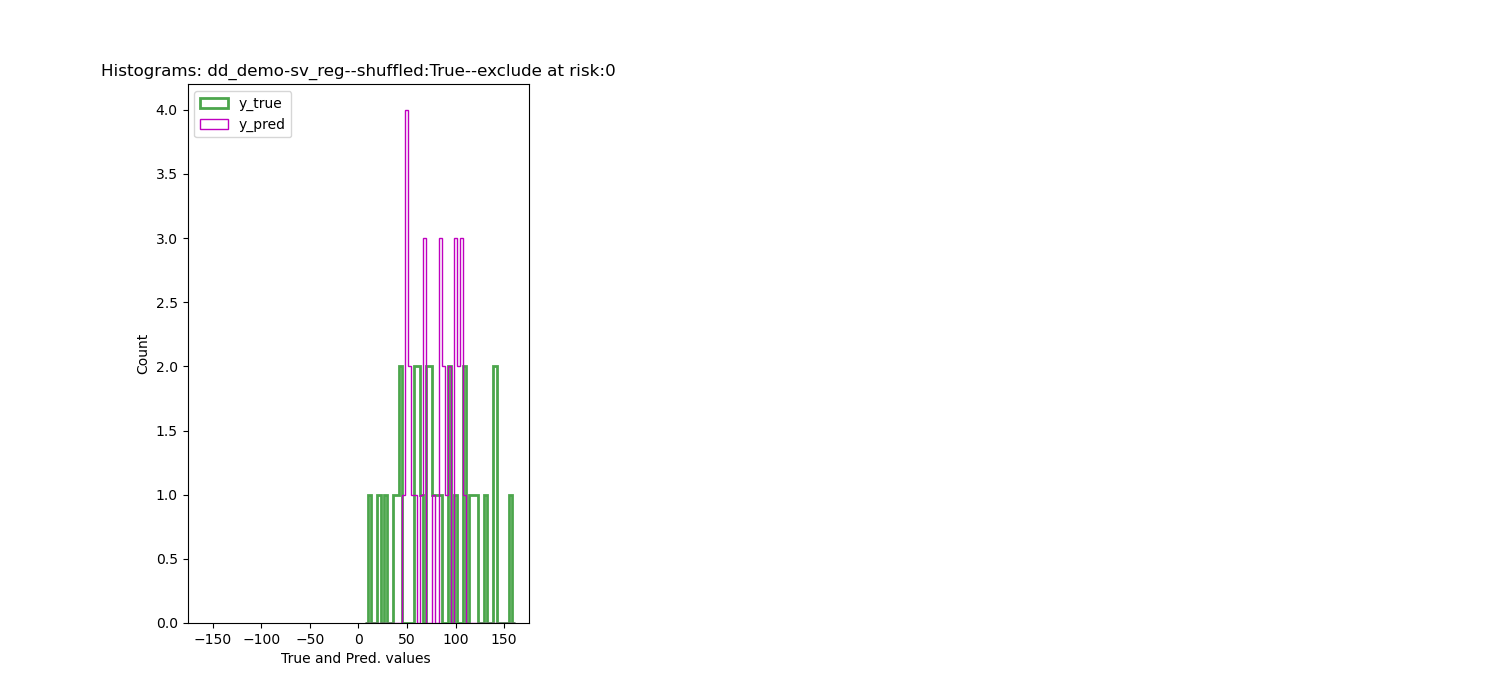 Histograms: dd_demo-sv_reg--shuffled:True--exclude at risk:0
y_true
y_pred
4.0
3.5
3.0
2.5
2.0
1.5
1.0
0.5
0.0
Count
−150 −100 −50 0 50 100 150
True and Pred. values